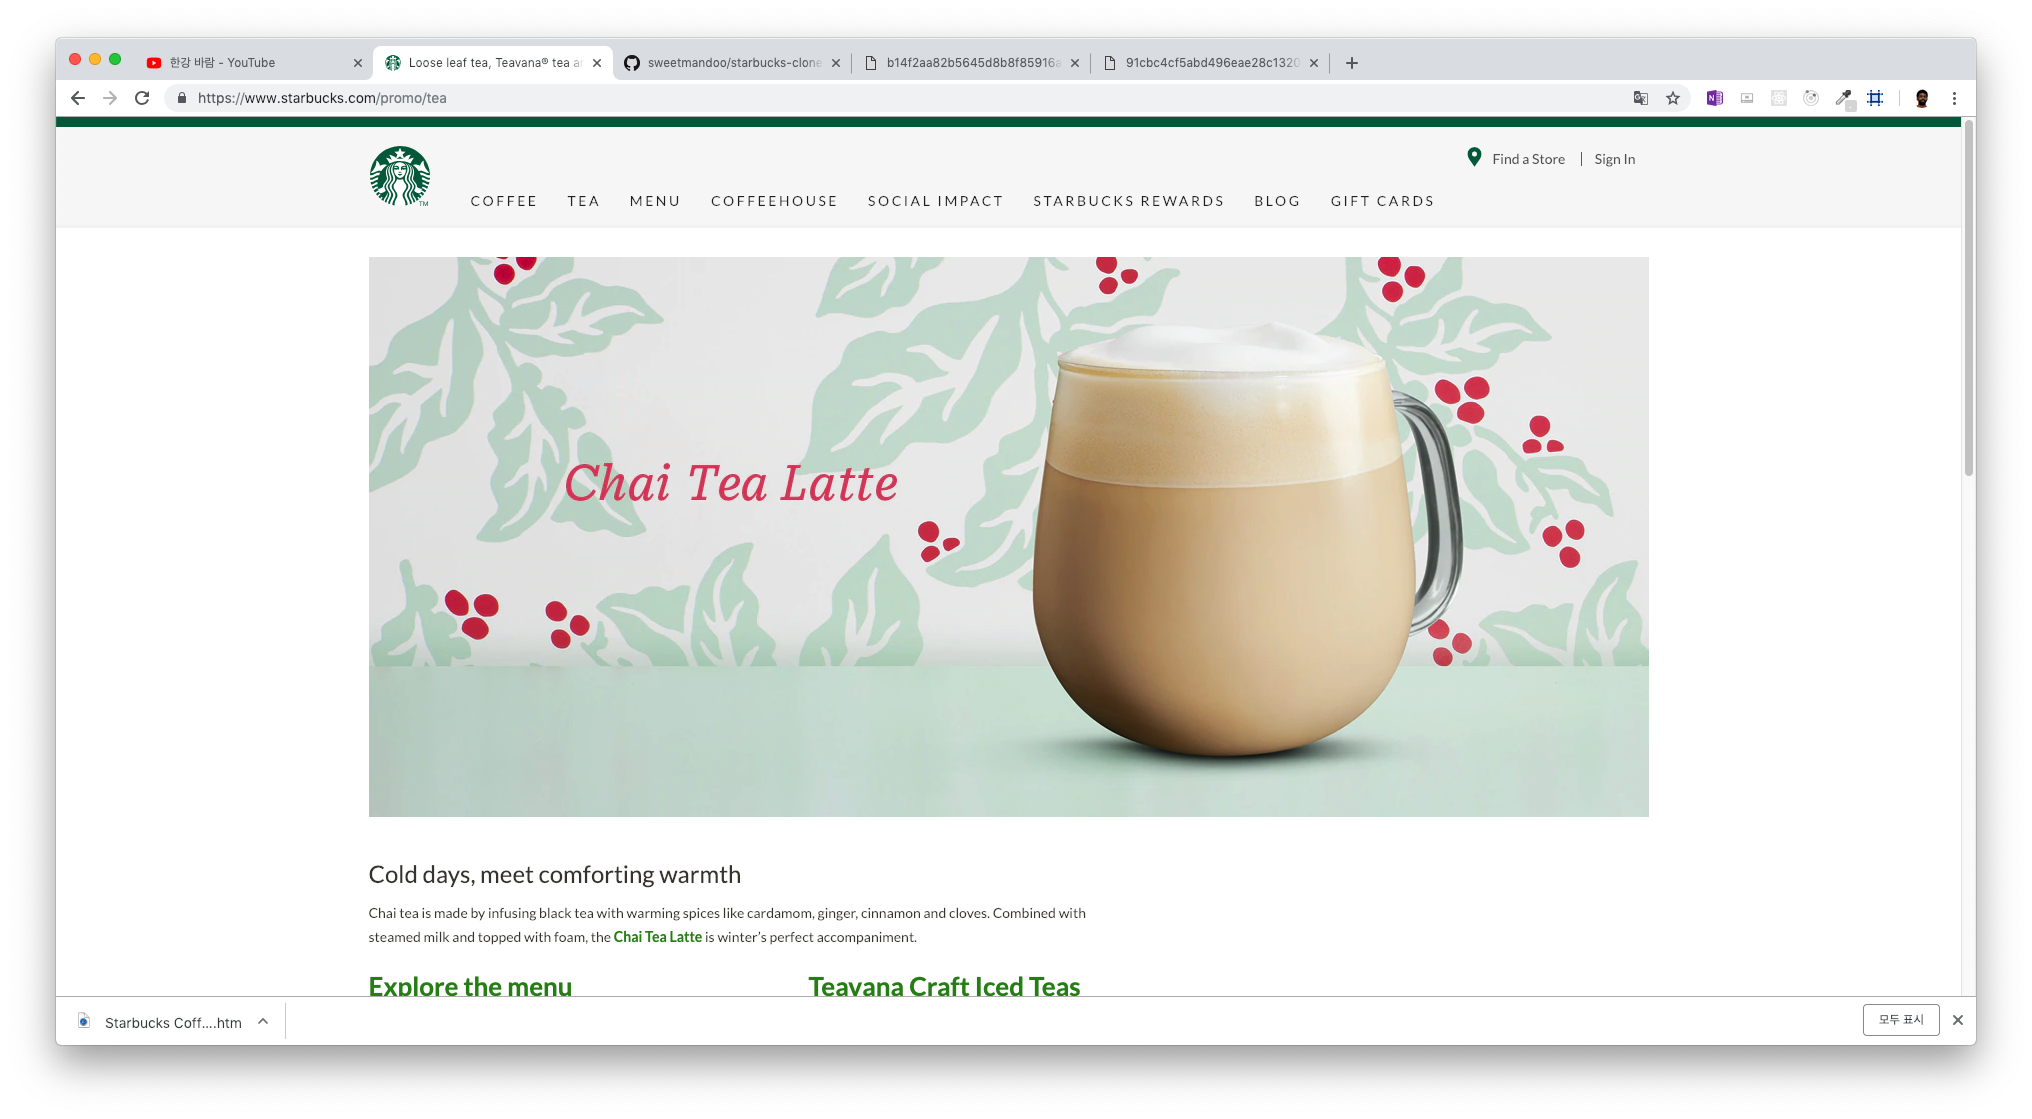 한강 바람 - YouTube
Loose leaf tea, Teavana® tea
sweetmandoo/starbucks-clone
b14f2aa82b5645d8b8f85916
91cbc4cf5abd496eae28c1320
https://www.starbucks.com/promo/tea
Find a Store | Sign In
COFFEE TEA MENU COFFEEHOUSE SOCIAL IMPACT STARBUCKS REWARDS BLOG GIFT CARDS
TM
Chai Tea Latte
Cold days, meet comforting warmth
Chai tea is made by infusing black tea with warming spices like cardamom, ginger, cinnamon and cloves. Combined with
steamed milk and topped with foam, the Chai Tea Latte is winter’s perfect accompaniment.
Explore the menu
Teavana Craft Iced Teas
Starbucks Coff....htm
모두 표시